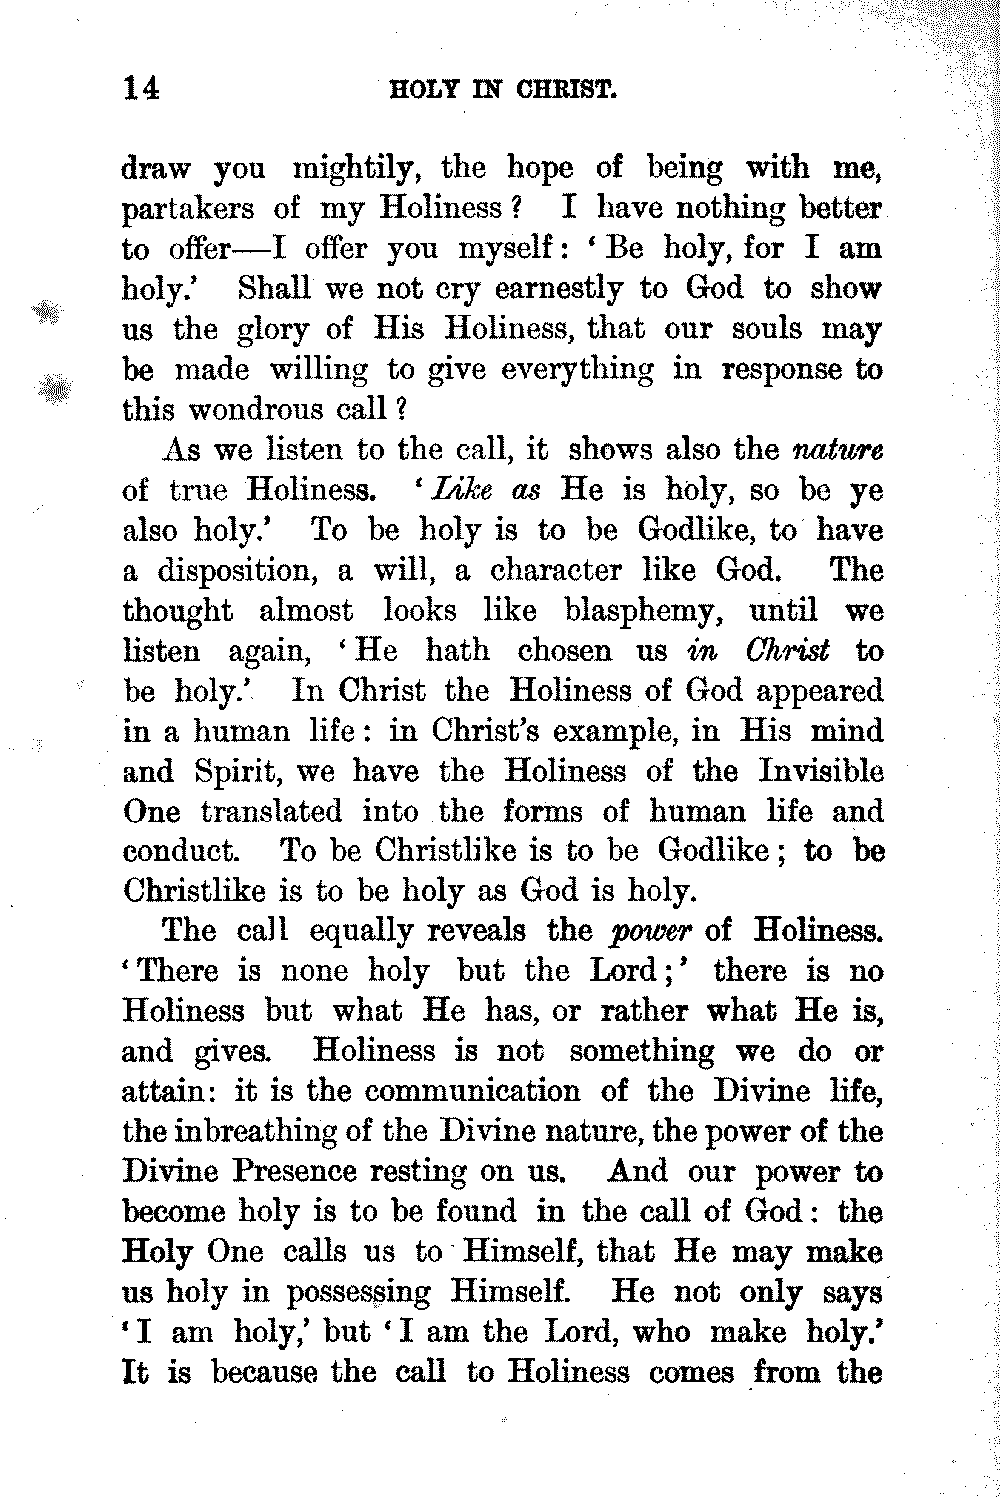 14 HOLY IN CHRIST.
draw you mightily, the hope of being with me,
partakers of my Holiness ? I have nothing better
to offer—I offer you myself : ‘ Be holy, for I am
holy.’ Shall we not cry earnestly to God to show
us the glory of His Holiness, that our souls may
be made willing to give everything in response to
this wondrous call ?
As we listen to the call, it shows also the nature
of true Holiness. ‘ Like as He is holy, so be ye
also holy.’ To be holy is to be Godlike, to have
a disposition, a will, a character like God. The
thought almost looks like blasphemy, until we
listen again, ‘ He hath chosen us in Christ to
be holy.’ In Christ the Holiness of God appeared
in a human life : in Christ’s example, in His mind
and Spirit, we have the Holiness of the Invisible
One translated into the forms of human life and
conduct. To be Christlike is to be Godlike ; to be
Christlike is to be holy as God is holy.
The call equally reveals the power of Holiness.
‘ There is none holy but the Lord ;’ there is no
Holiness but what He has, or rather what He is,
and gives. Holiness is not something we do or
attain : it is the communication of the Divine life,
the inbreathing of the Divine nature, the power of the
Divine Presence resting on us. And our power to
become holy is to be found in the call of God : the
Holy One calls us to Himself, that He may make
us holy in possessing Himself. He not only says
‘ I am holy,’ but ‘ I am the Lord, who make holy.’
It is because the call to Holiness comes from the